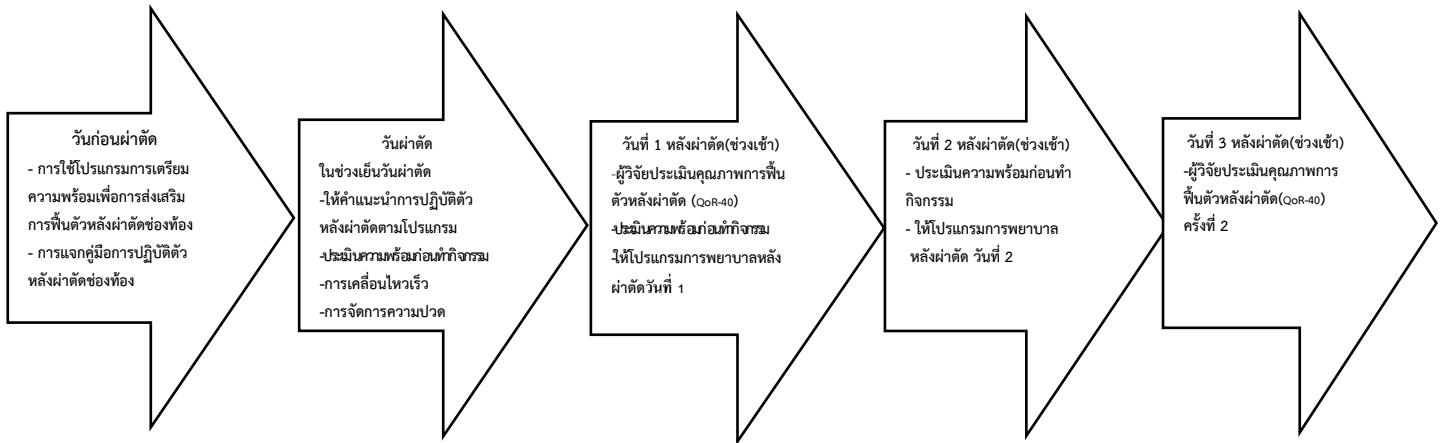 วันก่อนผ่าตัด
- การใช้โปรแกรมการเตรียม
ความพร้อมเพื่อการส่งเสริม
การฟื้นตัวหลังผ่าตัดช่องท้อง
- การแจกคู่มือการปฏิบัติตัว
หลังผ่าตัดช่องท้อง
วันผ่าตัด
ในช่วงเย็นวันผ่าตัด
-ให้คำแนะนำการปฏิบัติตัว
หลังผ่าตัดตามโปรแกรม
-ประเมินความพร้อมก่อนทำกิจกรรม
-การเคลื่อนไหวเร็ว
-การจัดการความปวด
วันที่ 1 หลังผ่าตัด(ช่วงเช้า)
-ผู้วิจัยประเมินคุณภาพการฟื้น
ตัวหลังผ่าตัด (QoR-40)
-ประเมินความพร้อมก่อนทำกิจกรรม
-ให้โปรแกรมการพยาบาลหลัง
ผ่าตัดวันที่ 1
วันที่ 2 หลังผ่าตัด(ช่วงเช้า)
- ประเมินความพร้อมก่อนทำ
กิจกรรม
- ให้โปรแกรมการพยาบาล
หลังผ่าตัด วันที่ 2
วันที่ 3 หลังผ่าตัด(ช่วงเช้า)
-ผู้วิจัยประเมินคุณภาพการ
ฟื้นตัวหลังผ่าตัด(QoR-40)
ครั้งที่ 2